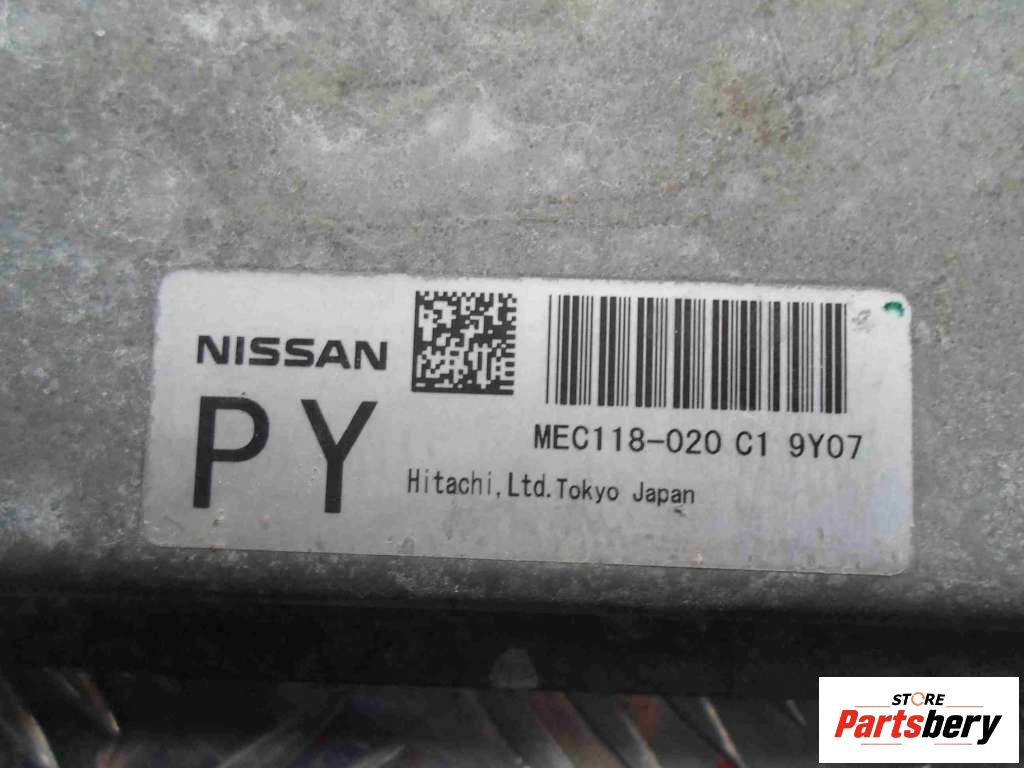 NISSAN
PY
MEC118-020 C1 9Y07
Hitachi,Ltd.Tokyo Japan
STORE
Partsbery